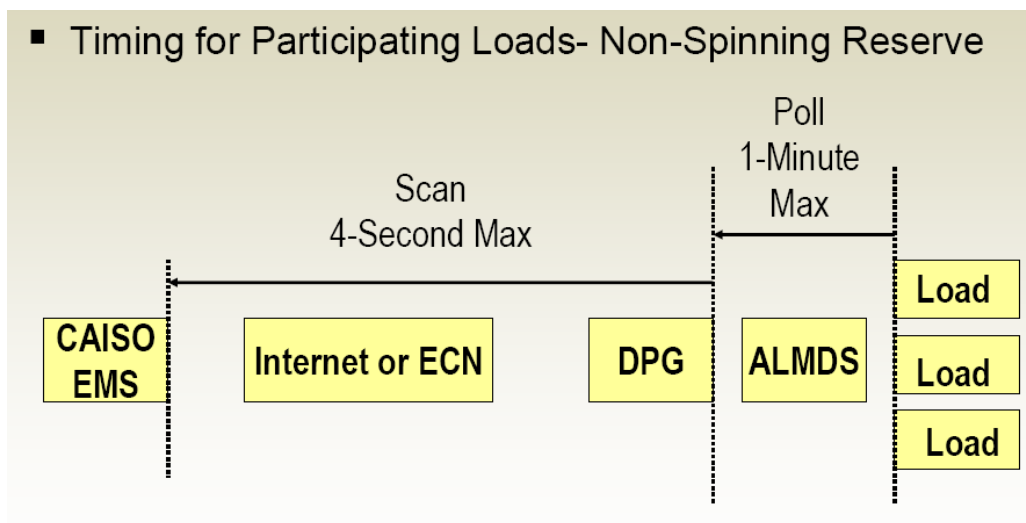 ▪ Timing for Participating Loads- Non-Spinning Reserve
Poll
1-Minute
Max
Scan
4-Second Max
CAISO
EMS
Internet or ECN
DPG
ALMDS
Load
Load
Load